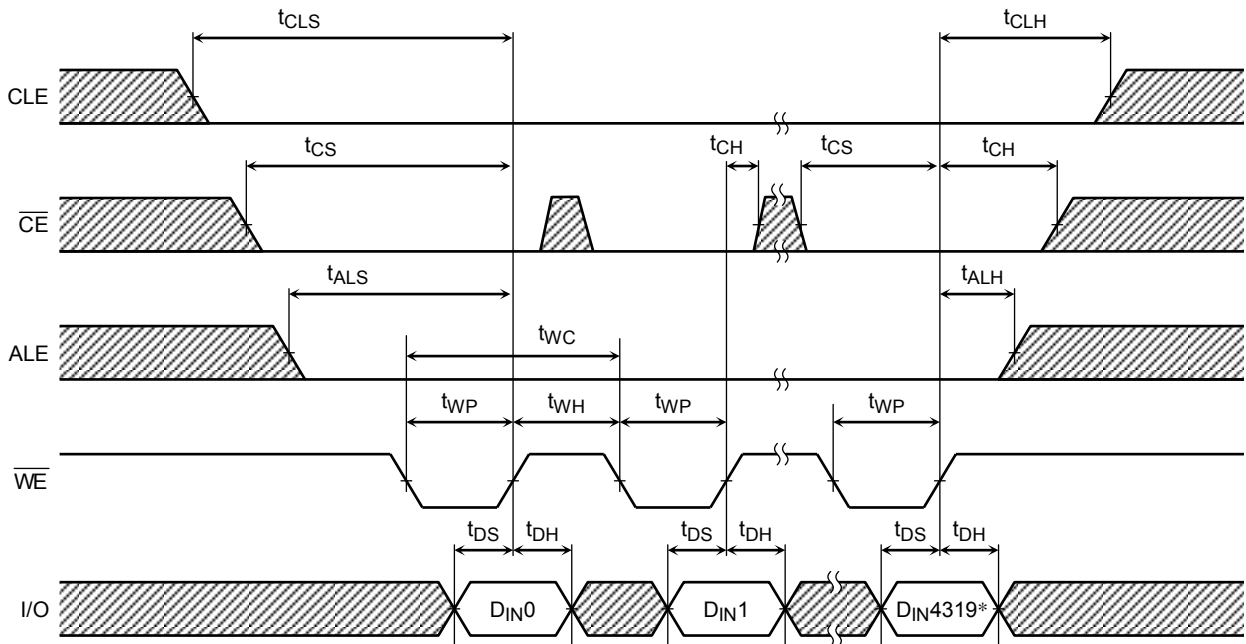 tCLS tCLH
CLE
tCS tCH tCS tCH
CE
tALS tALH
ALE
tWC
tWP tWH tWP tWP
WE
tDS tDH tDS tDH tDS tDH
I/O DIN0 DIN1 DIN4319*